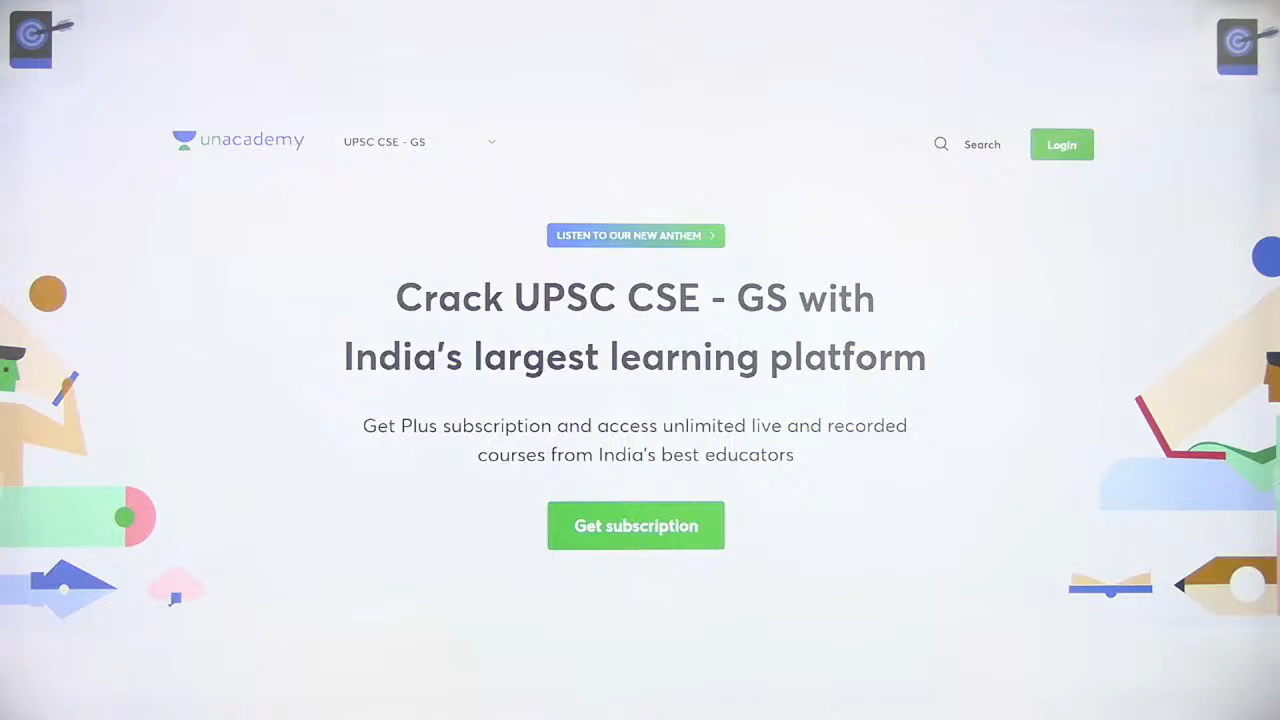 unacademy
UPSC CSE - GS
Search
Login
LISTEN TO OUR NEW ANTHEM
Crack UPSC CSE - GS with
India's largest learning platform
Get Plus subscription and access unlimited live and recorded
courses from India's best educators
Get subscription